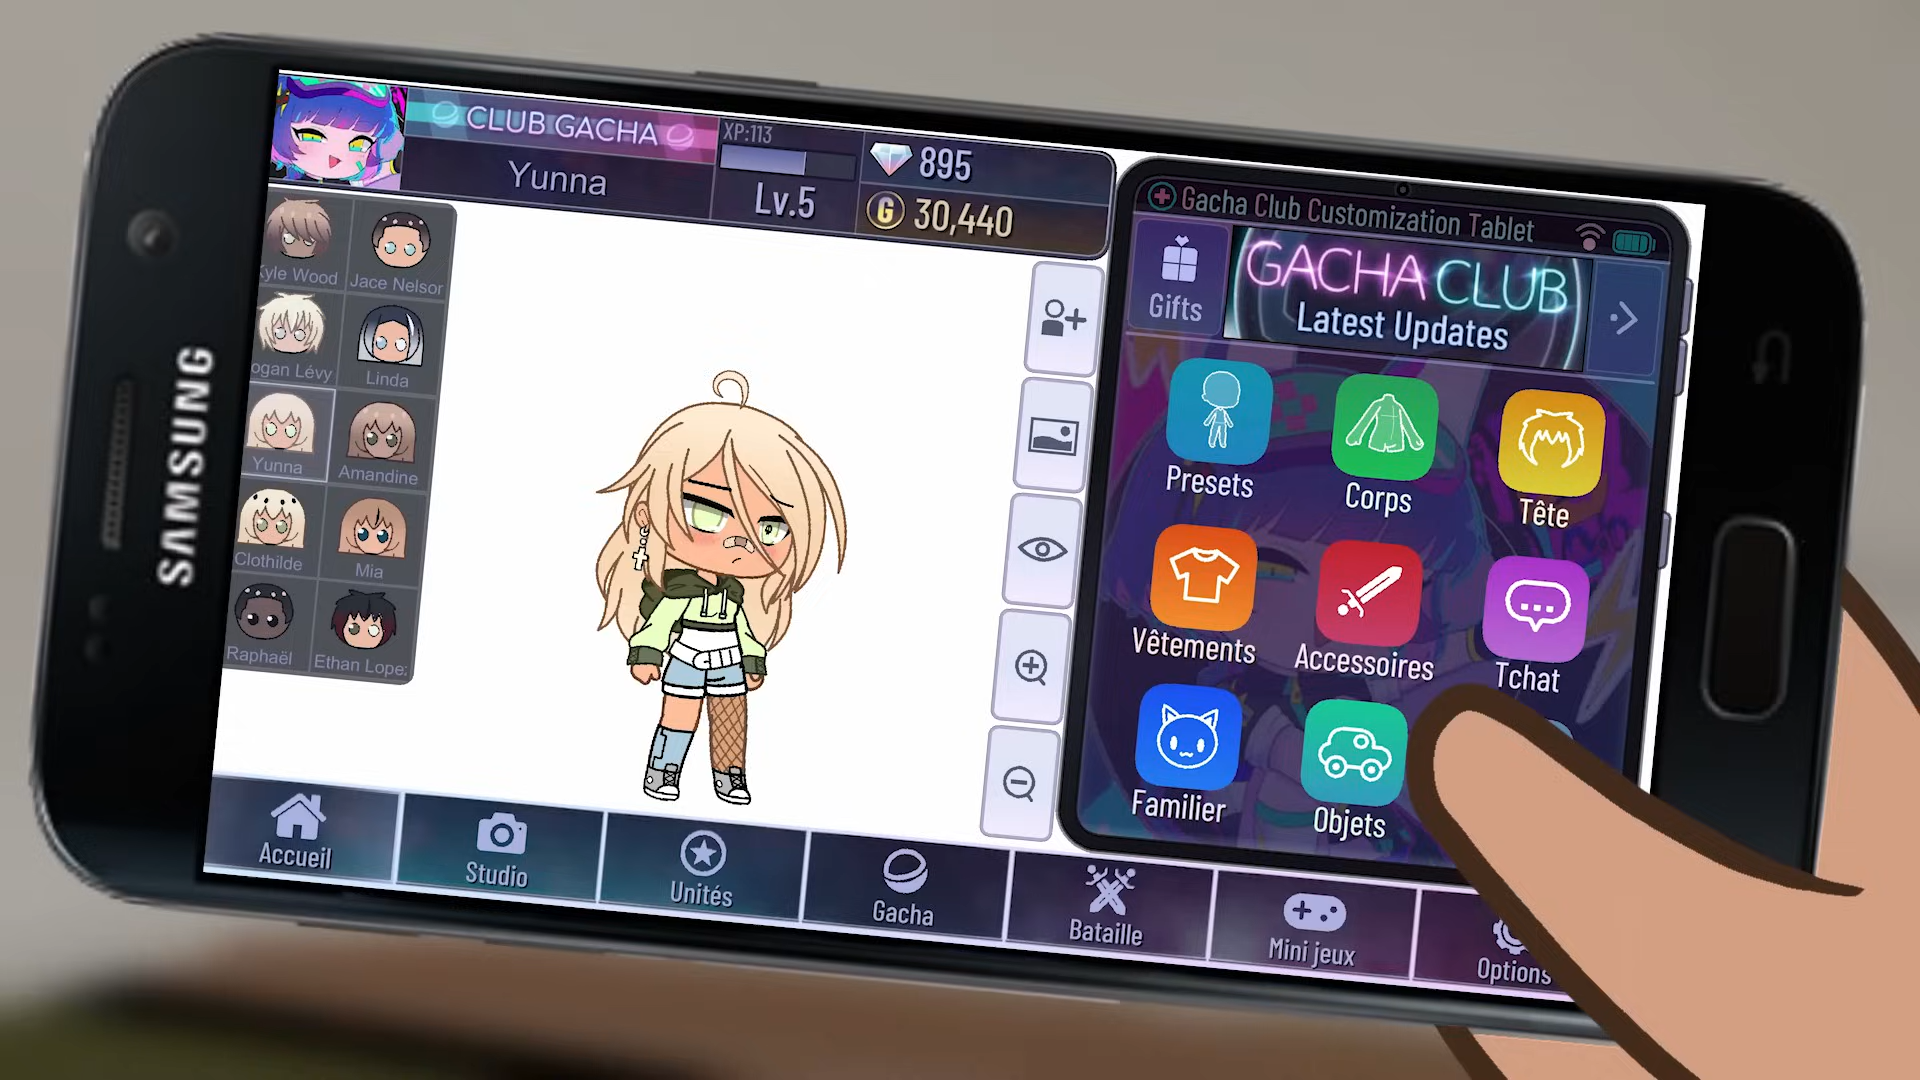 SAMSUNG
CLUB GACHA
Yunna
XP:113
Lv.5
895
G 30,440
Kyle Wood
Jace Nelson
ogan Lévy
Linda
Yunna
Amandine
Clothilde
Mia
Raphaël
Ethan Lope
Gacha Club Customization Tablet
Gifts
GACHA CLUB
Latest Updates
Presets
Corps
Tête
Vêtements
Accessoires
Tchat
Familier
Objets
Accueil
Studio
Unités
Gacha
Bataille
Mini jeux
Options